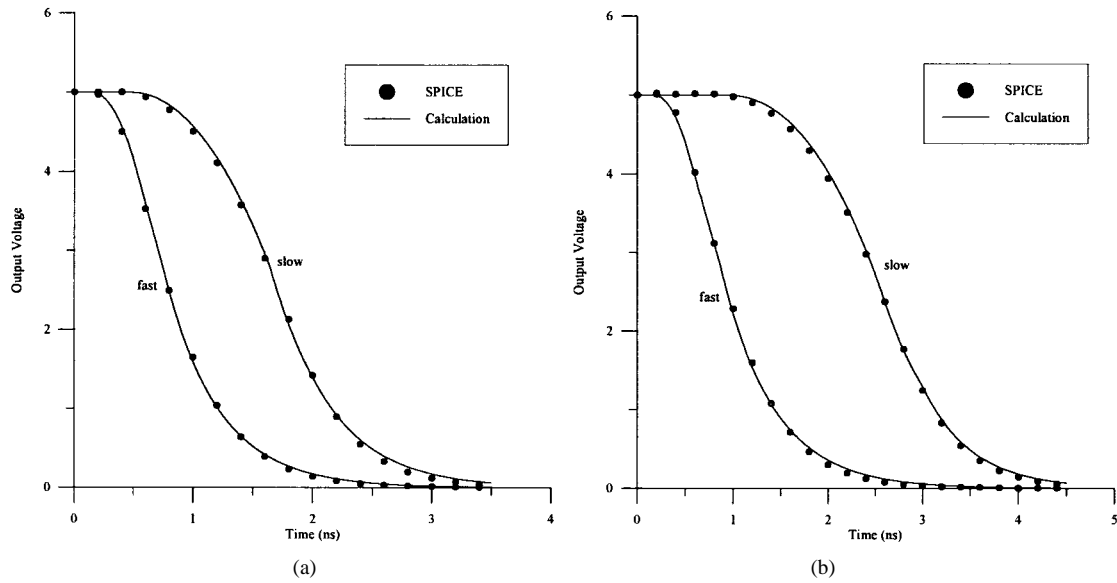 6
4
2
0
Output Voltage
SPICE
Calculation
fast
slow
0
1
2
3
4
Time (ns)
(a)
6
4
2
0
Output Voltage
SPICE
Calculation
fast
slow
0
1
2
3
4
5
Time (ns)
(b)